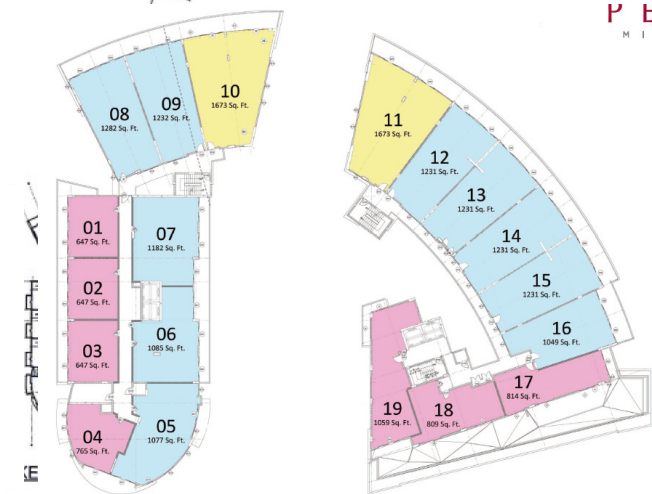 P E
M I
08
1282 Sq. Ft.
09
1232 Sq. Ft.
10
1673 Sq. Ft.
11
1673 Sq. Ft.
12
1231 Sq. Ft.
13
1231 Sq. Ft.
14
1231 Sq. Ft.
15
1231 Sq. Ft.
16
1049 Sq. Ft.
01
647 Sq. Ft.
02
647 Sq. Ft.
03
647 Sq. Ft.
04
765 Sq. Ft.
05
1077 Sq. Ft.
06
1085 Sq. Ft.
07
1182 Sq. Ft.
17
814 Sq. Ft.
18
809 Sq. Ft.
19
1059 Sq. Ft.
KE